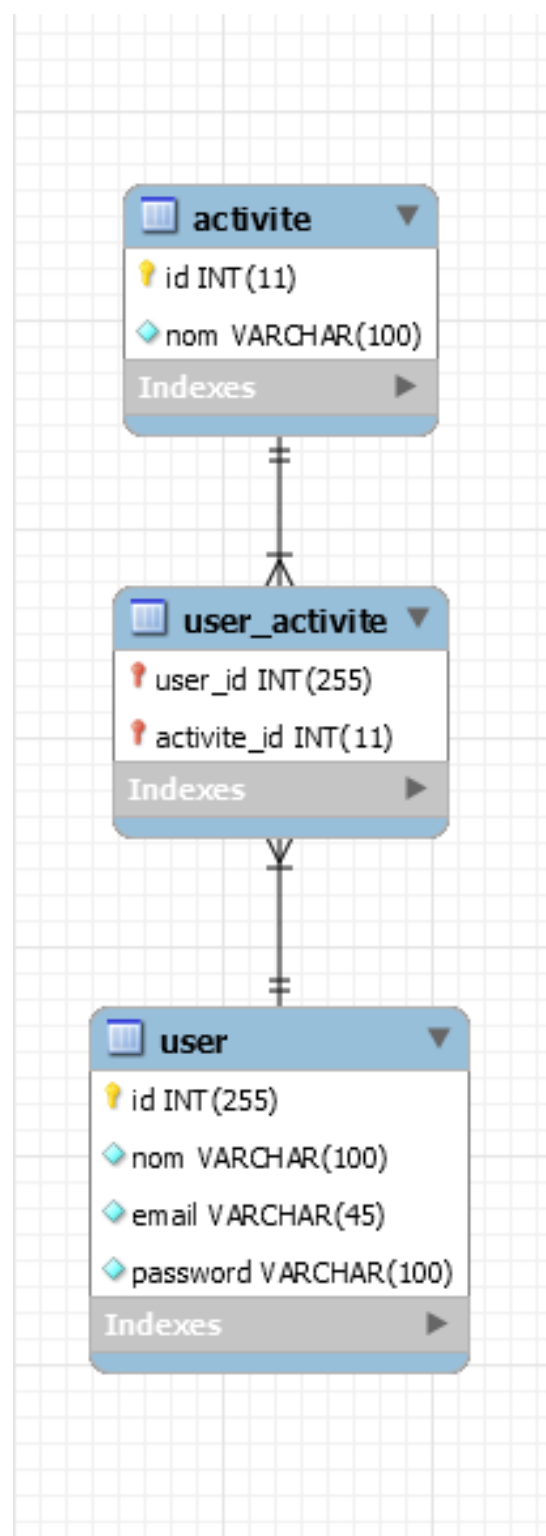 activite
id INT(11)
nom VARCHAR(100)
Indexes
user_activite
user_id INT(255)
activite_id INT(11)
Indexes
user
id INT(255)
nom VARCHAR(100)
email VARCHAR(45)
password VARCHAR(100)
Indexes